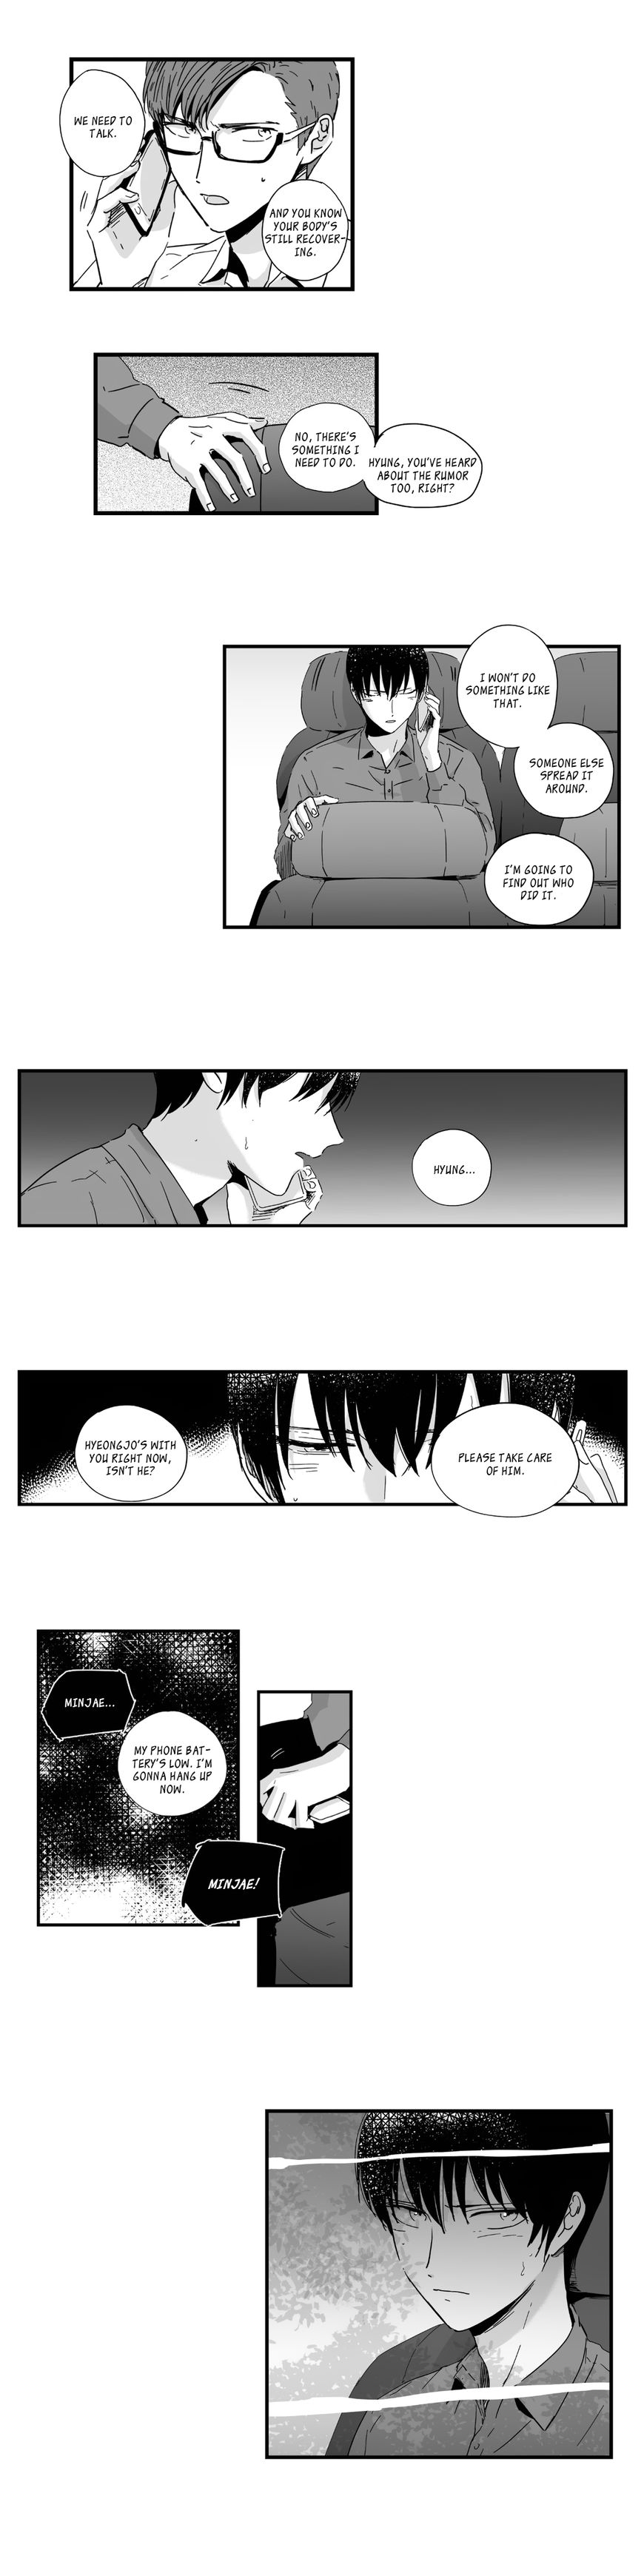 WE NEED TO
TALK.
AND YOU KNOW
YOUR BODY'S
STILL RECOVER-
ING.
NO, THERE'S
SOMETHING I
NEED TO DO.
HYUNG, YOU'VE HEARD
ABOUT THE RUMOR
TOO, RIGHT?
I WON'T DO
SOMETHING LIKE
THAT.
SOMEONE ELSE
SPREAD IT
AROUND.
I'M GOING TO
FIND OUT WHO
DID IT.
HYUNG...
HYEONGJO'S WITH
YOU RIGHT NOW,
ISN'T HE?
PLEASE TAKE CARE
OF HIM.
MINJAE...
MY PHONE BAT-
TERY'S LOW. I'M
GONNA HANG UP
NOW.
MINJAE!